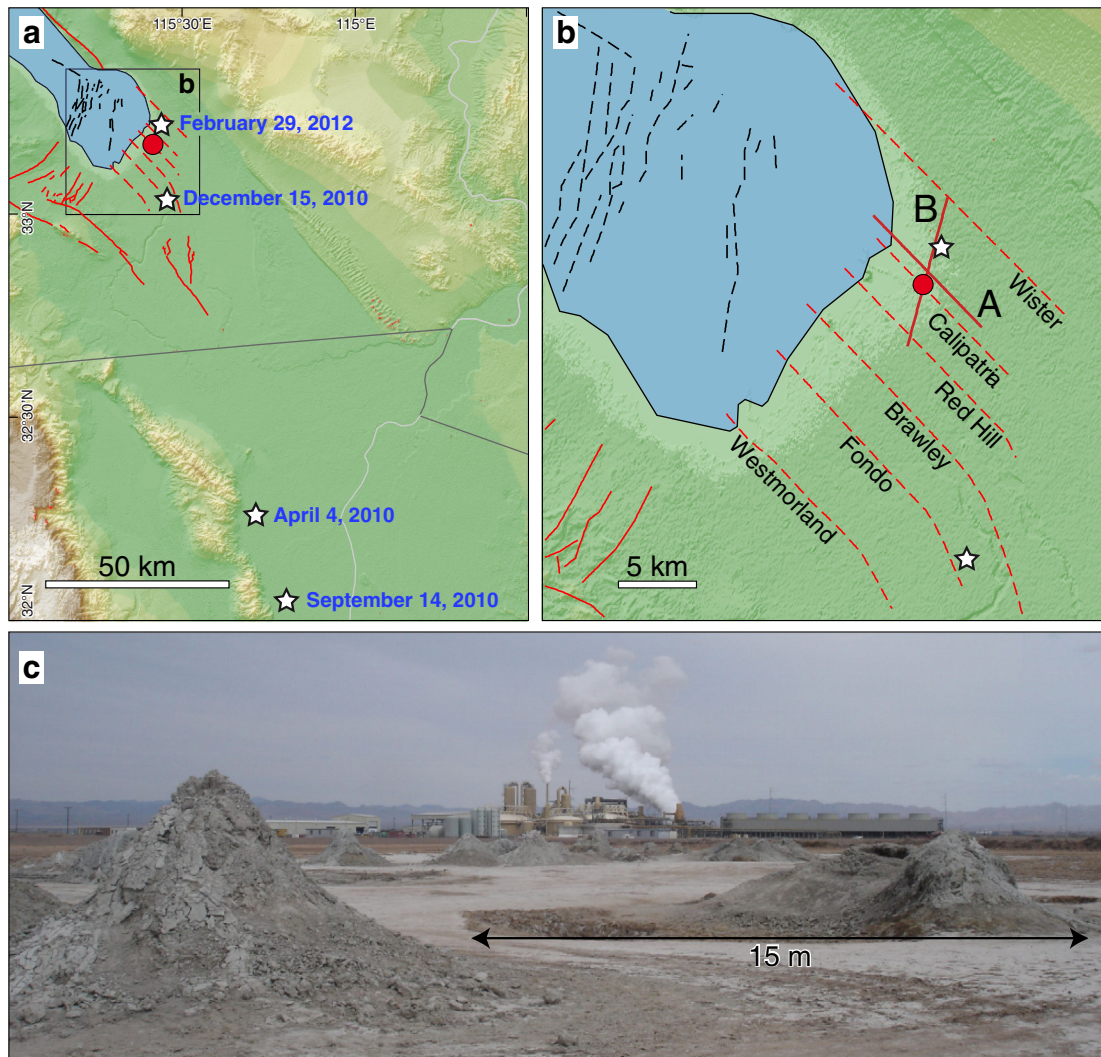 a
115°30'E
115°E
b
February 29, 2012
December 15, 2010
33°N
32°30'N
April 4, 2010
50 km
September 14, 2010
32°N
b
B
A
Wister
Calipatria
Red Hill
Brawley
Fondo
Westmorland
5 km
c
15 m